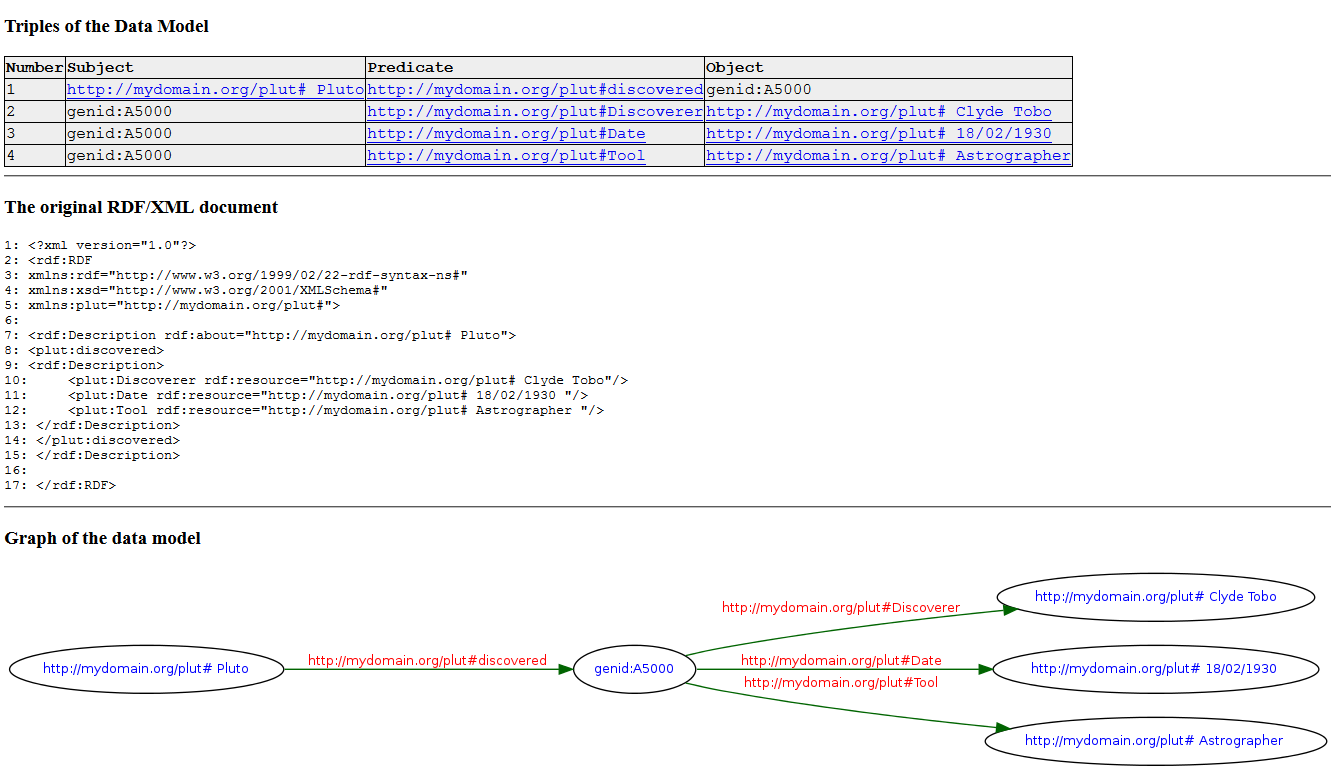 Triples of the Data Model
Number Subject Predicate Object
1 http://mydomain.org/plut# Pluto http://mydomain.org/plut#discovered genid:A5000
2 genid:A5000 http://mydomain.org/plut#Discoverer http://mydomain.org/plut# Clyde Tobo
3 genid:A5000 http://mydomain.org/plut#Date http://mydomain.org/plut# 18/02/1930
4 genid:A5000 http://mydomain.org/plut#Tool http://mydomain.org/plut# Astrographer
The original RDF/XML document
1: <?xml version="1.0"?>
2: <rdf:RDF
3: xmlns:rdf="http://www.w3.org/1999/02/22-rdf-syntax-ns#"
4: xmlns:xsd="http://www.w3.org/2001/XMLSchema#"
5: xmlns:plut="http://mydomain.org/plut#">
6:
7: <rdf:Description rdf:about="http://mydomain.org/plut# Pluto">
8: <plut:discovered>
9: <rdf:Description>
10:     <plut:Discoverer rdf:resource="http://mydomain.org/plut# Clyde Tobo"/>
11:     <plut:Date rdf:resource="http://mydomain.org/plut# 18/02/1930 "/>
12:     <plut:Tool rdf:resource="http://mydomain.org/plut# Astrographer "/>
13: </rdf:Description>
14: </plut:discovered>
15: </rdf:Description>
16:
17: </rdf:RDF>
Graph of the data model
http://mydomain.org/plut# Clyde Tobo
http://mydomain.org/plut#Discoverer
http://mydomain.org/plut# Pluto
http://mydomain.org/plut#discovered
genid:A5000
http://mydomain.org/plut#Date
http://mydomain.org/plut# 18/02/1930
http://mydomain.org/plut#Tool
http://mydomain.org/plut# Astrographer